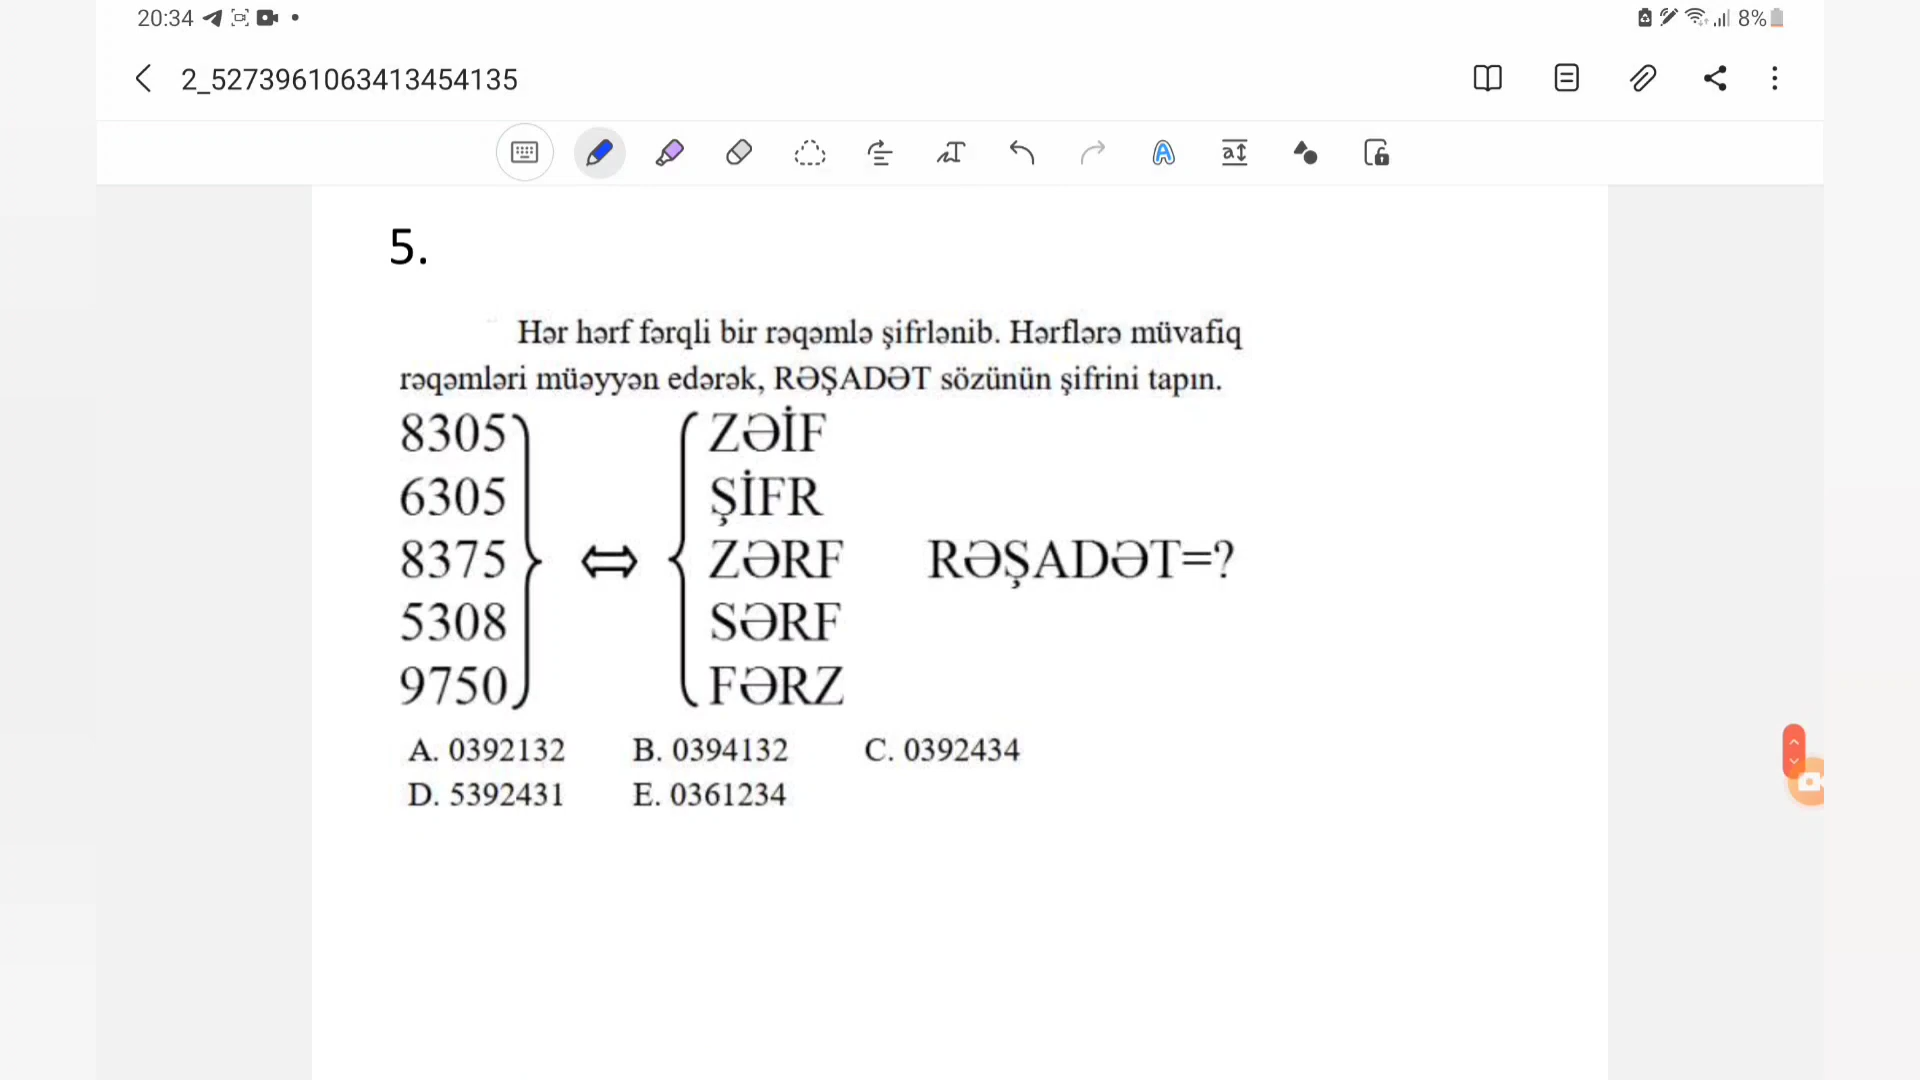 20:34
8%
2_5273961063413454135
5.
Hər hərf fərqli bir rəqəmlə şifrlənib. Hərflərə müvafiq
rəqəmləri müəyyən edərək, RƏŞADƏT sözünün şifrini tapın.
8305 ZƏİF
6305 ŞİFR
8375 ⇔ ZƏRF RƏŞADƏT=?
5308 SƏRF
9750 FƏRZ
A. 0392132 B. 0394132 C. 0392434
D. 5392431 E. 0361234